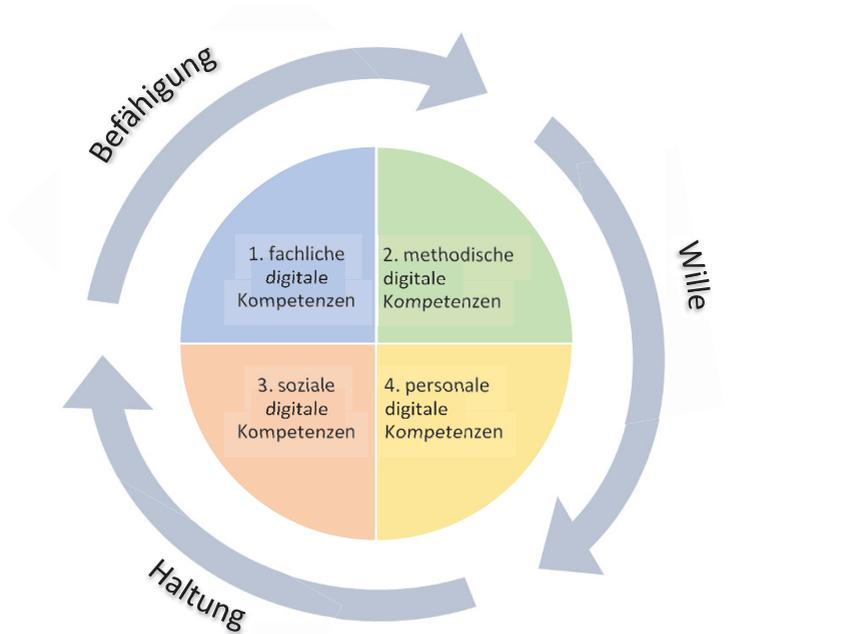 Befähigung
Wille
1. fachliche
digitale
Kompetenzen
2. methodische
digitale
Kompetenzen
3. soziale
digitale
Kompetenzen
4. personale
digitale
Kompetenzen
Haltung